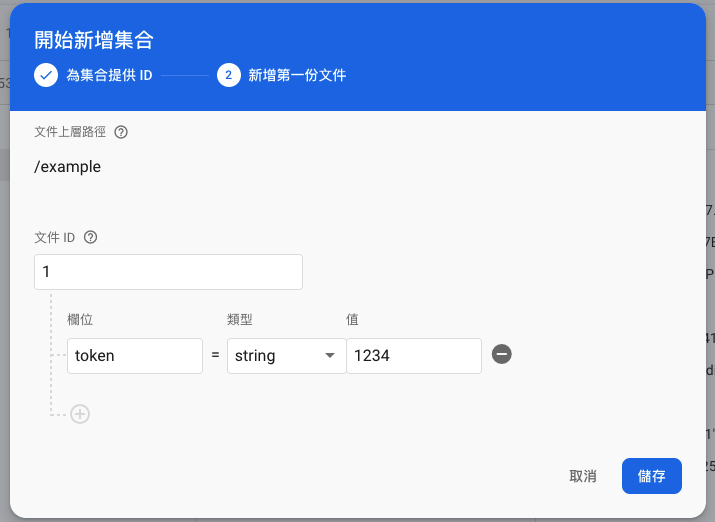 開始新增集合
為集合提供 ID
2 新增第一份文件
文件上層路徑
/example
文件 ID
1
欄位 類型 值
token = string 1234
取消 儲存